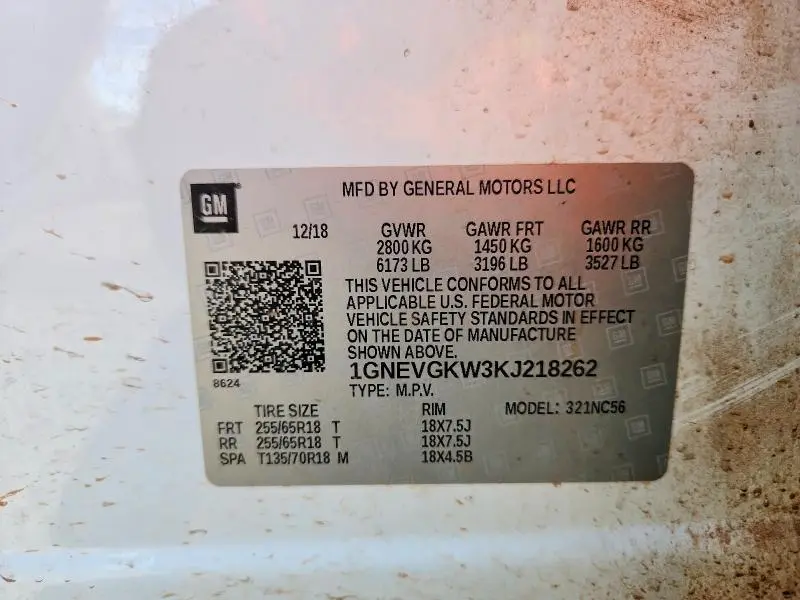 GM
MFD BY GENERAL MOTORS LLC
12/18 GVWR GAWR FRT GAWR RR
2800 KG 1450 KG 1600 KG
6173 LB 3196 LB 3527 LB
THIS VEHICLE CONFORMS TO ALL
APPLICABLE U.S. FEDERAL MOTOR
VEHICLE SAFETY STANDARDS IN EFFECT
ON THE DATE OF MANUFACTURE
SHOWN ABOVE.
8624
1GNEVGKW3KJ218262
TYPE: M.P.V.
TIRE SIZE RIM MODEL: 321NC56
FRT 255/65R18 T 18X7.5J
RR 255/65R18 T 18X7.5J
SPA T135/70R18 M 18X4.5B